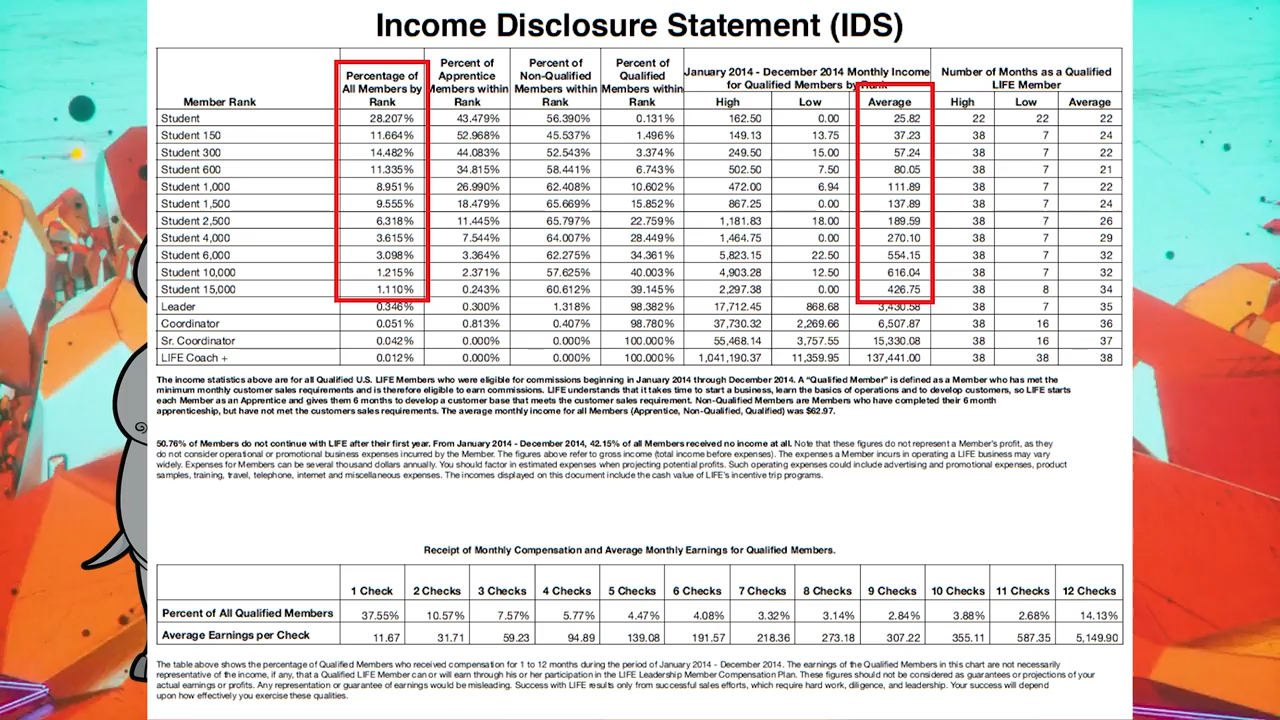 Income Disclosure Statement (IDS)
Member Rank Percentage of All Members by Rank Percent of Apprentice Members within Rank Percent of Non-Qualified Members within Rank Percent of Qualified Members within Rank January 2014 - December 2014 Monthly Income for Qualified Members by Rank Number of Months as a Qualified LIFE Member
High Low Average High Low Average
Student 28.207% 43.479% 56.390% 0.131% 162.50 0.00 25.82 22 22 22
Student 150 11.664% 52.968% 45.537% 1.496% 149.13 13.75 37.23 38 7 24
Student 300 14.482% 44.083% 52.543% 3.374% 249.50 15.00 57.24 38 7 22
Student 600 11.335% 34.815% 58.441% 6.743% 502.50 7.50 80.05 38 7 21
Student 1,000 8.951% 26.990% 62.408% 10.602% 472.00 6.94 111.89 38 7 22
Student 1,500 9.555% 18.479% 65.669% 15.852% 867.25 0.00 137.89 38 7 24
Student 2,500 6.318% 11.445% 65.797% 22.759% 1,181.83 18.00 189.59 38 7 26
Student 4,000 3.615% 7.544% 64.007% 28.449% 1,464.75 0.00 270.10 38 7 29
Student 6,000 3.098% 3.364% 62.275% 34.361% 5,823.15 22.50 554.15 38 7 32
Student 10,000 1.215% 2.371% 57.625% 40.003% 4,903.28 12.50 616.04 38 7 32
Student 15,000 1.110% 0.243% 60.612% 39.145% 2,297.38 0.00 426.75 38 8 34
Leader 0.346% 0.300% 1.318% 98.382% 17,712.45 868.68 3,430.58 38 7 35
Coordinator 0.051% 0.813% 0.407% 98.780% 37,730.32 2,269.66 6,507.87 38 16 36
Sr. Coordinator 0.042% 0.000% 0.000% 100.000% 55,468.14 3,757.55 15,330.08 38 16 37
LIFE Coach + 0.012% 0.000% 0.000% 100.000% 1,041,190.37 11,359.95 137,441.00 38 38 38
The income statistics above are for all Qualified U.S. LIFE Members who were eligible for commissions beginning in January 2014 through December 2014. A “Qualified Member” is defined as a Member who has met the
minimum monthly customer sales requirements and is therefore eligible to earn commissions. LIFE understands that it takes time to start a business, learn the basics of operations and to develop customers, so LIFE starts
each Member as an Apprentice and gives them 6 months to develop a customer base that meets the customer sales requirement. Non-Qualified Members are Members who have completed their 6 month
apprenticeship, but have not met the customers sales requirements. The average monthly income for all Members (Apprentice, Non-Qualified, Qualified) was $62.97.
50.76% of Members do not continue with LIFE after their first year. From January 2014 - December 2014, 42.15% of all Members received no income at all. Note that these figures do not represent a Member's profit, as they
do not consider operational or promotional business expenses incurred by the Member. The figures above refer to gross income (total income before expenses). The expenses a Member incurs in operating a LIFE business may vary
widely. Expenses for Members can be several thousand dollars annually. You should factor in estimated expenses when projecting potential profits. Such operating expenses could include advertising and promotional expenses, product
samples, training, travel, telephone, internet and miscellaneous expenses. The incomes displayed on this document include the cash value of LIFE's incentive trip programs.
Receipt of Monthly Compensation and Average Monthly Earnings for Qualified Members.
1 Check 2 Checks 3 Checks 4 Checks 5 Checks 6 Checks 7 Checks 8 Checks 9 Checks 10 Checks 11 Checks 12 Checks
Percent of All Qualified Members 37.55% 10.57% 7.57% 5.77% 4.47% 4.08% 3.32% 3.14% 2.84% 3.88% 2.68% 14.13%
Average Earnings per Check 11.67 31.71 59.23 94.89 139.08 191.57 218.36 273.18 307.22 355.11 587.35 5,149.90
The table above shows the percentage of Qualified Members who received compensation for 1 to 12 months during the period of January 2014 - December 2014. The earnings of the Qualified Members in this chart are not necessarily
representative of the income, if any, that a Qualified LIFE Member can or will earn through his or her participation in the LIFE Leadership Member Compensation Plan. These figures should not be considered as guarantees or projections of your
actual earnings or profits. Any representation or guarantee of earnings would be misleading. Success with LIFE results only from successful sales efforts, which require hard work, diligence, and leadership. Your success will depend
upon how effectively you exercise these qualities.